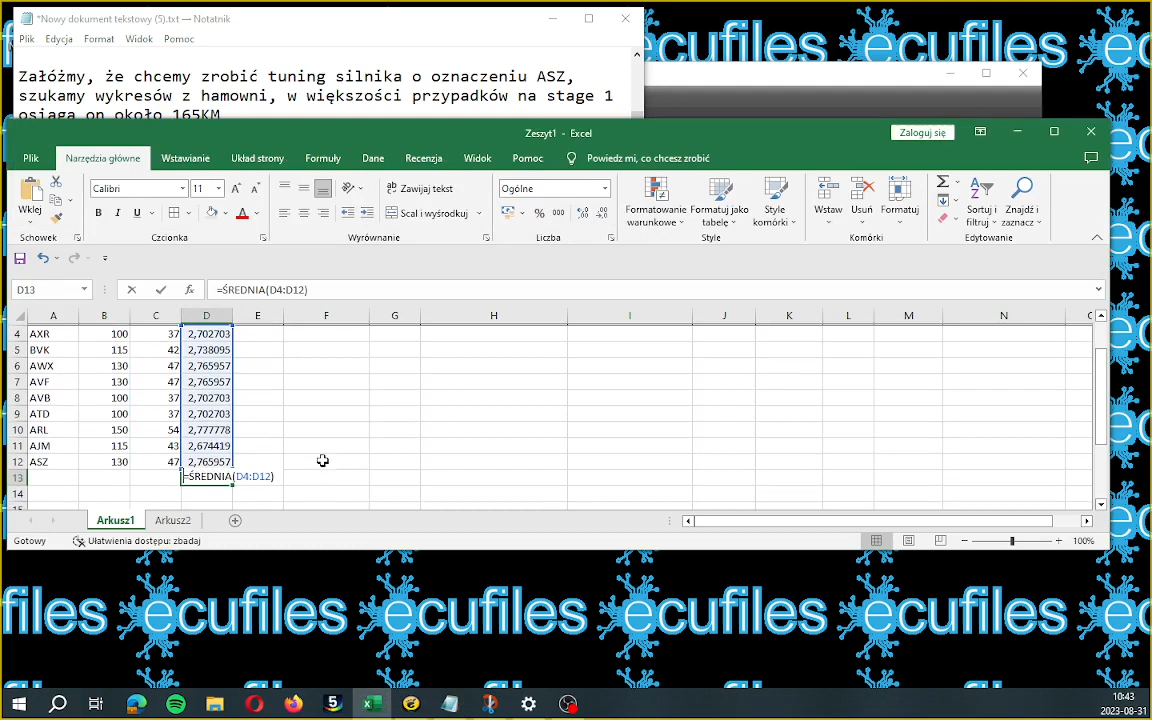 *Nowy dokument tekstowy (5).txt — Notatnik
Plik Edycja Format Widok Pomoc
Załóżmy, że chcemy zrobić tuning silnika o oznaczeniu ASZ,
szukamy wykresów z hamowni, w większości przypadków na stage 1
osiąga on około 165KM
ecufiles ecufiles
Zeszyt1 - Excel
Zaloguj się
Plik Narzędzia główne Wstawianie Układ strony Formuły Dane Recenzja Widok Pomoc Powiedz mi, co chcesz zrobić
Wklej
Calibri 11
Zawijaj tekst
Ogólne
B I U A
Scal i wyśrodkuj
% 000
Formatowanie warunkowe
Formatuj jako tabelę
Style komórki
Wstaw Usuń Formatuj
Sortuj i filtruj
Znajdź i zaznacz
Schowek Czcionka Wyrównanie Liczba Style Komórki Edytowanie
D13 fx =ŚREDNIA(D4:D12)
A B C D E F G H I J K L M N
4 AXR 100 37 2,702703
5 BVK 115 42 2,738095
6 AWX 130 47 2,765957
7 AVF 130 47 2,765957
8 AVB 100 37 2,702703
9 ATD 100 37 2,702703
10 ARL 150 54 2,777778
11 AJM 115 43 2,674419
12 ASZ 130 47 2,765957
13 =ŚREDNIA(D4:D12)
14
Arkusz1 Arkusz2
Gotowy Ułatwienia dostępu: zbadaj 100%
files ecufiles ecufiles ecufiles
10:43
2023-08-31